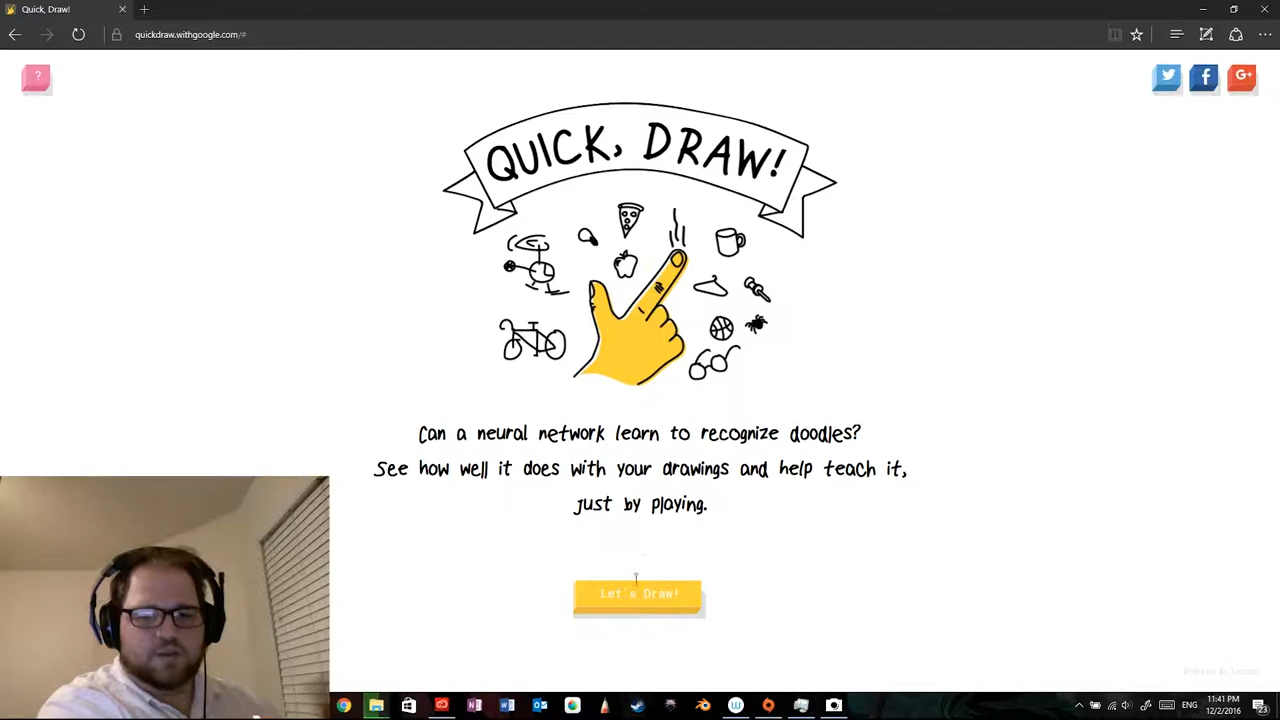 Quick, Draw!
quickdraw.withgoogle.com/#
?
G+
QUICK, DRAW!
Can a neural network learn to recognize doodles?
See how well it does with your drawings and help teach it,
just by playing.
Let's Draw!
ENG
11:41 PM
12/2/2016